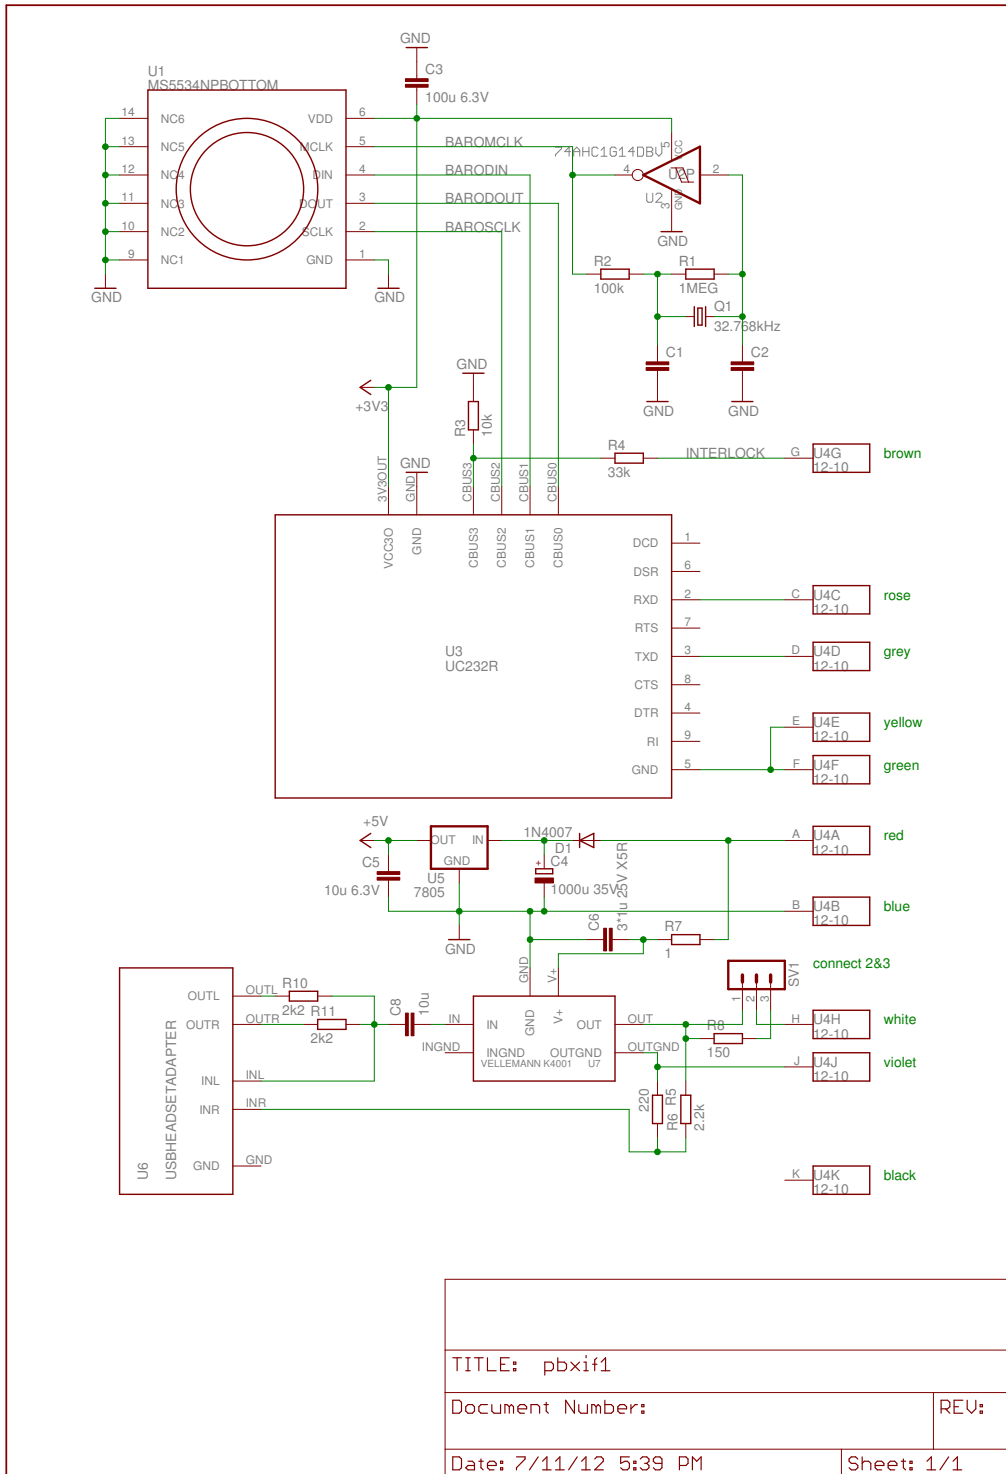 GND
C3
100u 6.3V
U1
MS5534NPBOTTOM
14 NC6 VDD 6
13 NC5 MCLK 5 BAROMCLK
12 NC4 DIN 4 BARODIN
11 NC3 DOUT 3 BARODOUT
10 NC2 SCLK 2 BAROSCLK
9 NC1 GND 1
GND
GND
74AHC1G14DBV
5 VCC
4 2
U2
3 GND
GND
R2
100k
R1
1MEG
Q1
32.768kHz
C1
C2
GND
GND
+3V3
GND
R3
10k
R4
33k
INTERLOCK
G U4G
12-10
brown
3V3OUT
GND
GND
CBUS3
CBUS2
CBUS1
CBUS0
VCC3O
GND
CBUS3
CBUS2
CBUS1
CBUS0
U3
UC232R
DCD 1
DSR 6
RXD 2
RTS 7
TXD 3
CTS 8
DTR 4
RI 9
GND 5
C U4C
12-10
rose
D U4D
12-10
grey
E U4E
12-10
yellow
F U4F
12-10
green
+5V
OUT IN
GND
U5
7805
C5
10u 6.3V
1N4007
D1
+
C4
1000u 35V
A U4A
12-10
red
B U4B
12-10
blue
GND
C6
3*1u 25V X5R
R7
1
GND
V+
SV1
1
2
3
connect 2&3
OUTL OUTL
OUTR OUTR
INL INL
INR INR
GND GND
U6
USBHEADSETADAPTER
R10
2k2
R11
2k2
C8
10u
IN IN
INGND INGND
GND
V+
OUT OUT
OUTGND OUTGND
VELLEMANN K4001 U7
R8
150
H U4H
12-10
white
J U4J
12-10
violet
220
R6
R5
2.2k
K U4K
12-10
black
TITLE: pbxif1
Document Number:
REV:
Date: 7/11/12 5:39 PM
Sheet: 1/1